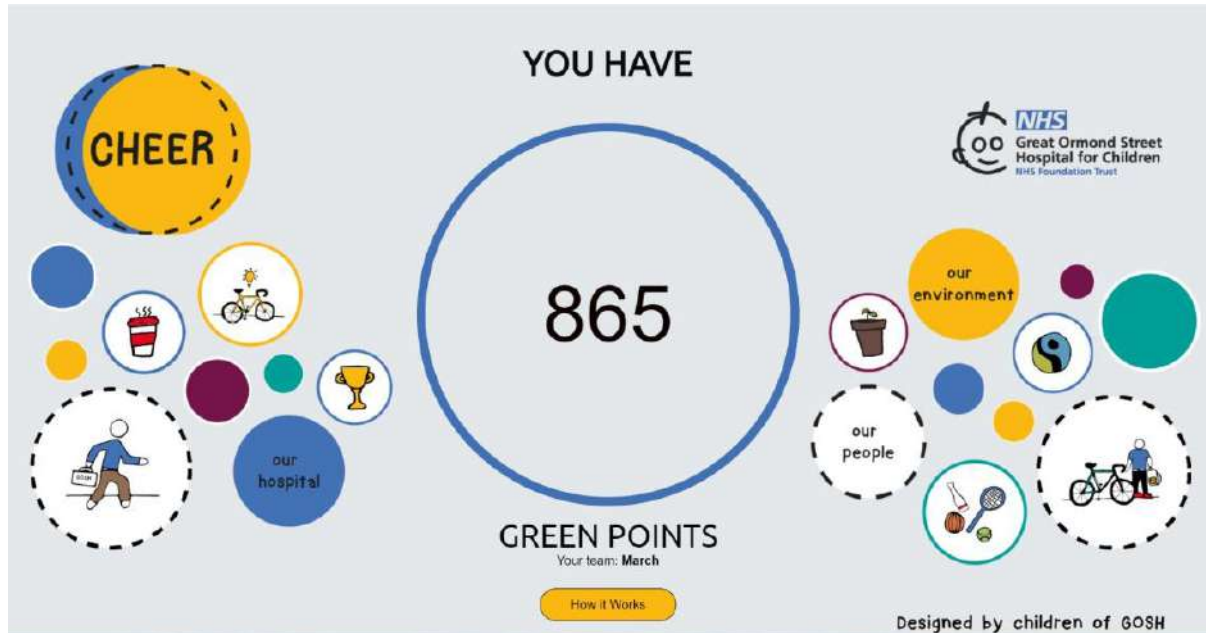 YOU HAVE
CHEER
NHS
Great Ormond Street
Hospital for Children
NHS Foundation Trust
865
our
environment
our
hospital
our
people
GOSH
GREEN POINTS
Your team: March
How it Works
Designed by children of GOSH